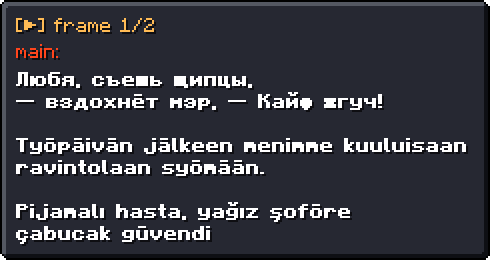 [▶] frame 1/2
main:
Любя, съешь щипцы,
— вздохнёт мэр, — Кайф жгуч!
Työpäivän jälkeen menimme kuuluisaan
ravintolaan syömään.
Pijamalı hasta, yağız şoföre
çabucak güvendi